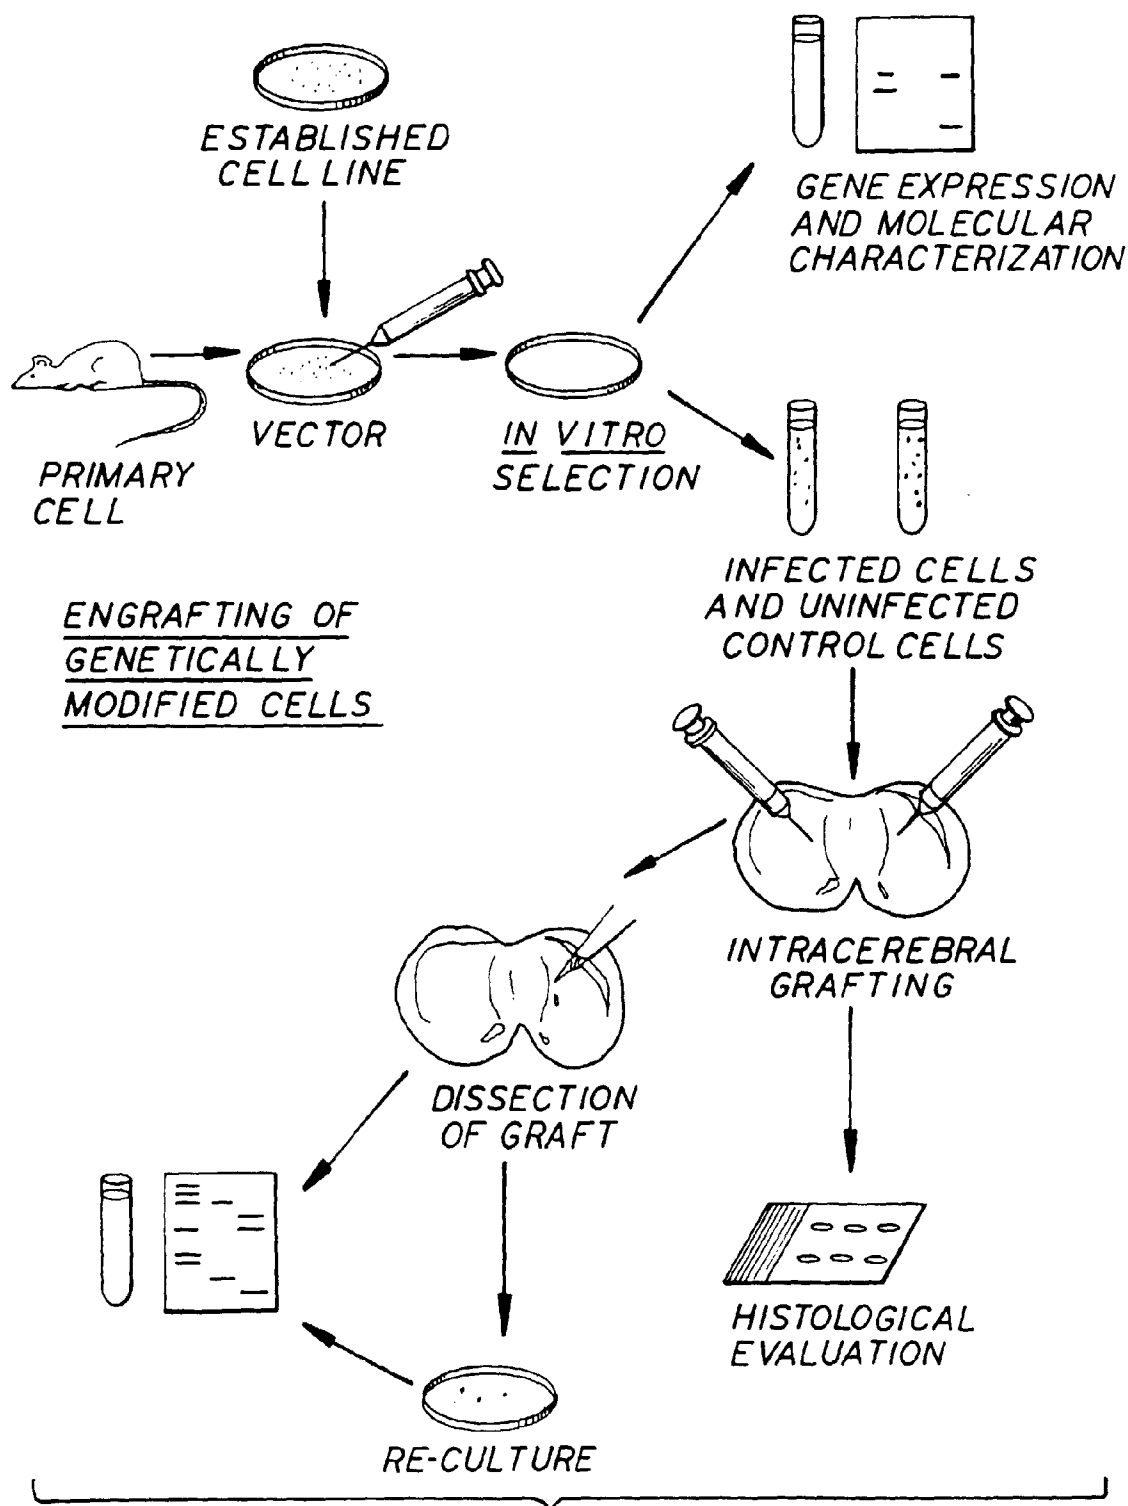 ESTABLISHED
CELL LINE
GENE EXPRESSION
AND MOLECULAR
CHARACTERIZATION
VECTOR
IN VITRO
SELECTION
PRIMARY
CELL
INFECTED CELLS
AND UNINFECTED
CONTROL CELLS
ENGRAFTING OF
GENETICALLY
MODIFIED CELLS
INTRACEREBRAL
GRAFTING
DISSECTION
OF GRAFT
HISTOLOGICAL
EVALUATION
RE-CULTURE